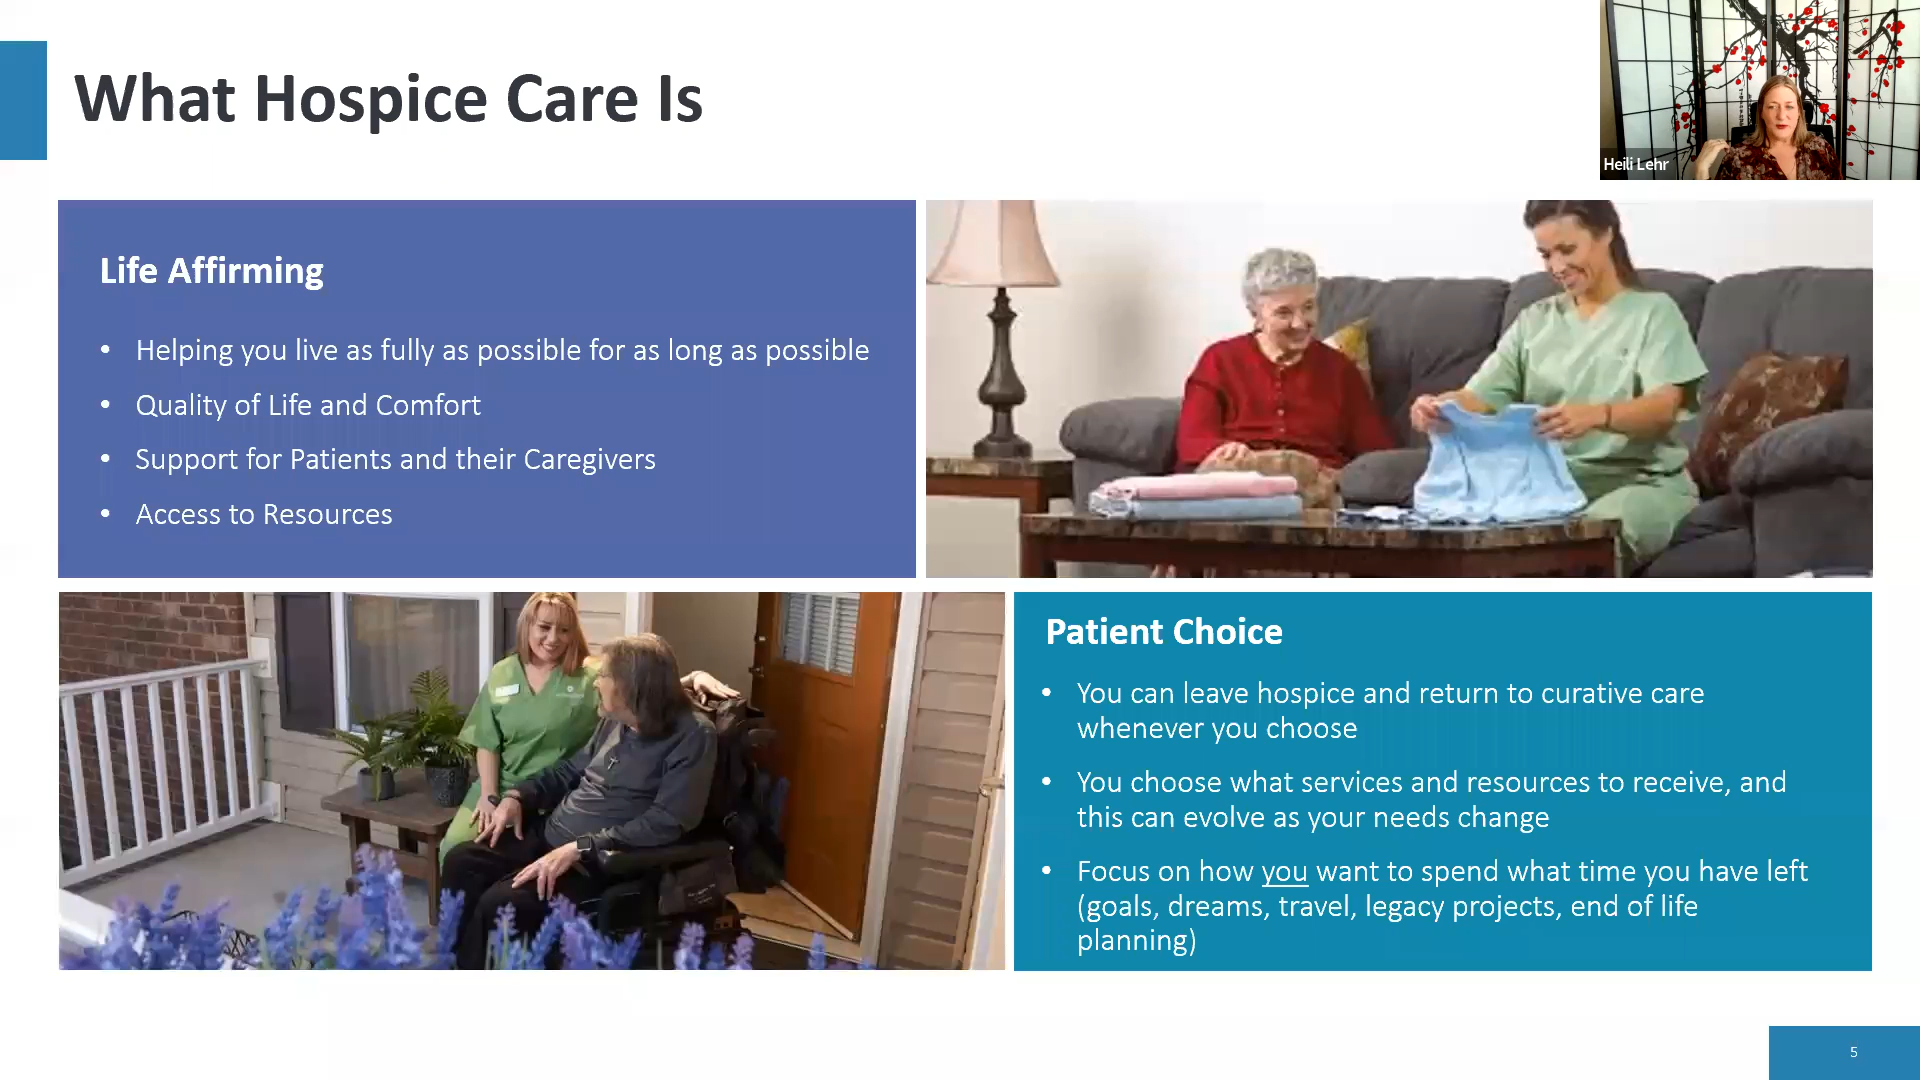 What Hospice Care Is
Heili Lehr
Life Affirming
• Helping you live as fully as possible for as long as possible
• Quality of Life and Comfort
• Support for Patients and their Caregivers
• Access to Resources
Patient Choice
• You can leave hospice and return to curative care
whenever you choose
• You choose what services and resources to receive, and
this can evolve as your needs change
• Focus on how you want to spend what time you have left
(goals, dreams, travel, legacy projects, end of life
planning)
5